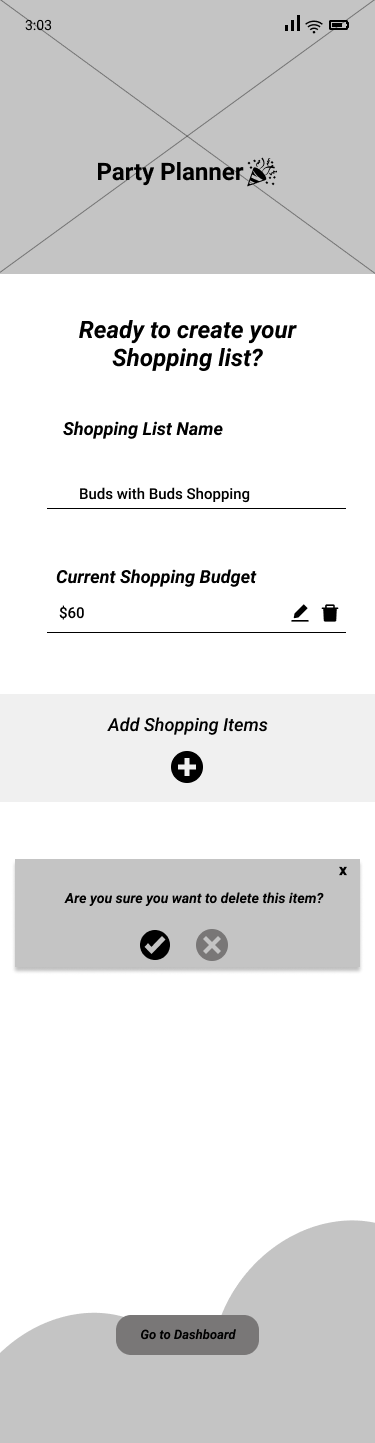 3:03
Party Planner
Ready to create your
Shopping list?
Shopping List Name
Buds with Buds Shopping
Current Shopping Budget
$60
Add Shopping Items
x
Are you sure you want to delete this item?
Go to Dashboard